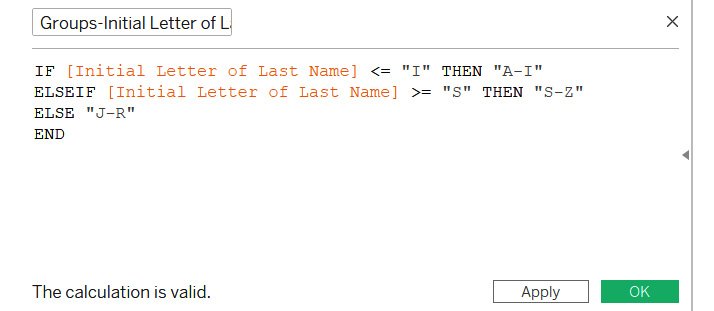 Groups-Initial Letter of L
IF [Initial Letter of Last Name] <= "I" THEN "A-I"
ELSEIF [Initial Letter of Last Name] >= "S" THEN "S-Z"
ELSE "J-R"
END
The calculation is valid.
Apply
OK